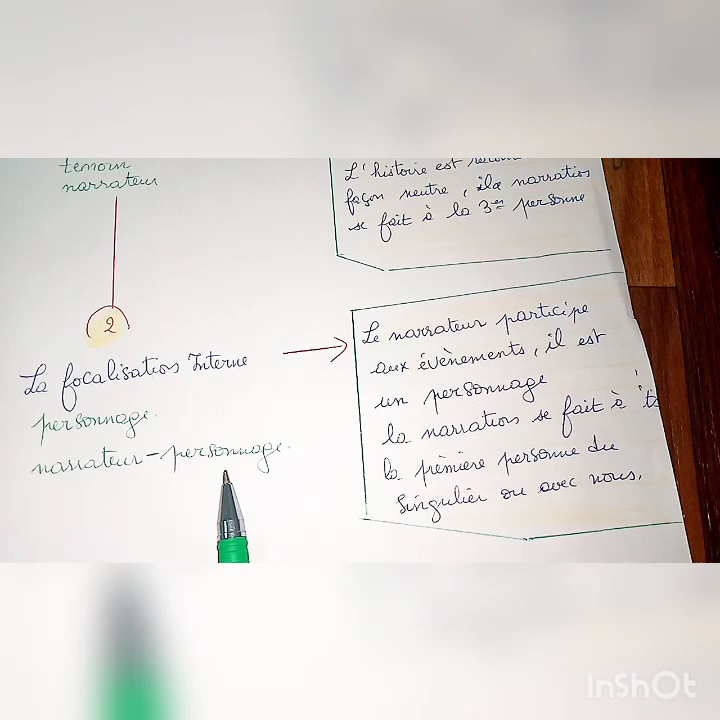 témoin
narrateur
L'histoire est
façon neutre, la narration
se fait à la 3en personne
2
La focalisation Interne
personnage.
narrateur-personnage.
Le narrateur participe
aux évènements, il est
un personnage
la narration se fait à
la prèmière personne du
Singulier ou avec nous.
InShOt